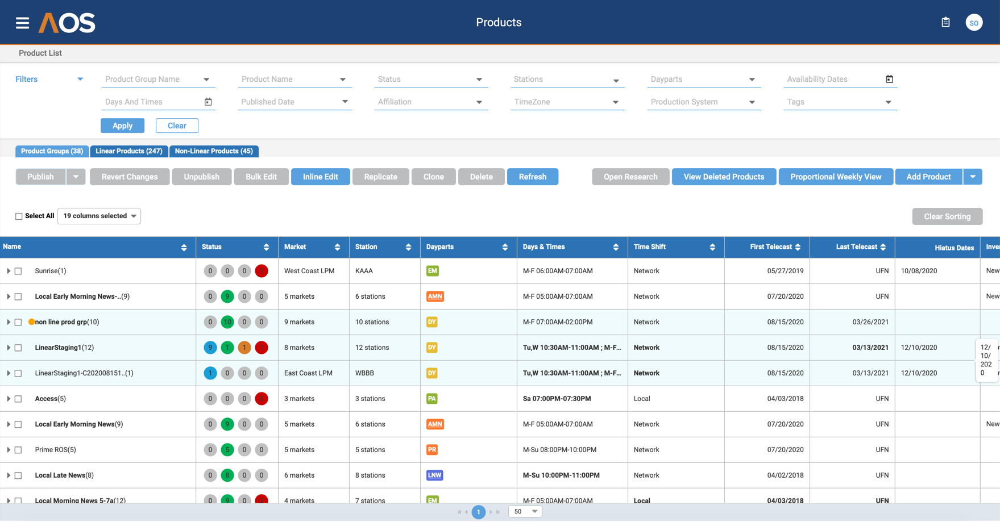 AOS
Products
SO
Product List
Filters
Product Group Name
Product Name
Status
Stations
Dayparts
Availability Dates
Days And Times
Published Date
Affiliation
TimeZone
Production System
Tags
Apply
Clear
Product Groups (38)
Linear Products (247)
Non-Linear Products (45)
Publish
Revert Changes
Unpublish
Bulk Edit
Inline Edit
Replicate
Clone
Delete
Refresh
Open Research
View Deleted Products
Proportional Weekly View
Add Product
Select All
19 columns selected
Clear Sorting
Name Status Market Station Dayparts Days & Times Time Shift First Telecast Last Telecast Hiatus Dates Inve
Sunrise(1) 0 0 0 West Coast LPM KAAA EM M-F 06:00AM-07:00AM Network 05/27/2019 UFN 10/08/2020 New
Local Early Morning News-..(9) 0 9 0 0 5 markets 6 stations AMN M-F 05:00AM-07:00AM Network 07/20/2020 UFN New
non line prod grp(10) 0 10 0 0 9 markets 10 stations DY M-F 07:00AM-02:00PM Network 08/15/2020 03/26/2021
LinearStaging1(12) 9 1 1 8 markets 12 stations DY Tu,W 10:30AM-11:00AM ; M-F... Network 08/15/2020 03/13/2021 12/10/2020
12/
10/
202
0
LinearStaging1-C202008151..(1) 1 0 0 0 East Coast LPM WBBB DY Tu,W 10:30AM-11:00AM ; M-F... Network 08/15/2020 03/13/2021 12/10/2020
Access(5) 0 0 0 3 markets 3 stations PA Sa 07:00PM-07:30PM Local 04/03/2018 UFN
Local Early Morning News(9) 0 9 0 0 5 markets 6 stations AMN M-F 05:00AM-07:00AM Network 07/20/2020 UFN New
Prime ROS(5) 0 5 0 0 5 markets 5 stations PR M-Su 08:00PM-10:00PM Network 07/20/2020 UFN
Local Late News(8) 0 8 0 0 6 markets 8 stations LNW M-Su 10:00PM-11:00PM Network 04/02/2018 UFN
Local Morning News 5-7a(12) 0 9 0 4 markets 7 stations EM M-F 05:00AM-07:00AM Local 04/03/2018 UFN
1
50